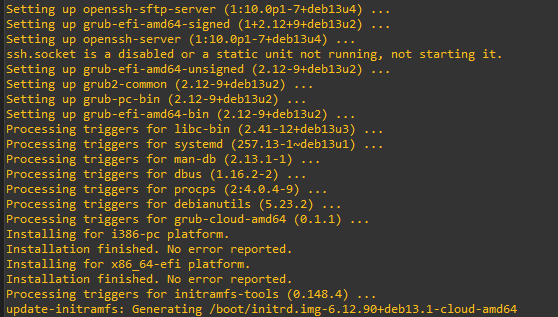 Setting up openssh-sftp-server (1:10.0p1-7+deb13u4) ...
Setting up grub-efi-amd64-signed (1+2.12+9+deb13u2) ...
Setting up openssh-server (1:10.0p1-7+deb13u4) ...
ssh.socket is a disabled or a static unit not running, not starting it.
Setting up grub-efi-amd64-unsigned (2.12-9+deb13u2) ...
Setting up grub2-common (2.12-9+deb13u2) ...
Setting up grub-pc-bin (2.12-9+deb13u2) ...
Setting up grub-efi-amd64-bin (2.12-9+deb13u2) ...
Processing triggers for libc-bin (2.41-12+deb13u3) ...
Processing triggers for systemd (257.13-1~deb13u1) ...
Processing triggers for man-db (2.13.1-1) ...
Processing triggers for dbus (1.16.2-2) ...
Processing triggers for procps (2:4.0.4-9) ...
Processing triggers for debianutils (5.23.2) ...
Processing triggers for grub-cloud-amd64 (0.1.1) ...
Installing for i386-pc platform.
Installation finished. No error reported.
Installing for x86_64-efi platform.
Installation finished. No error reported.
Processing triggers for initramfs-tools (0.148.4) ...
update-initramfs: Generating /boot/initrd.img-6.12.90+deb13.1-cloud-amd64